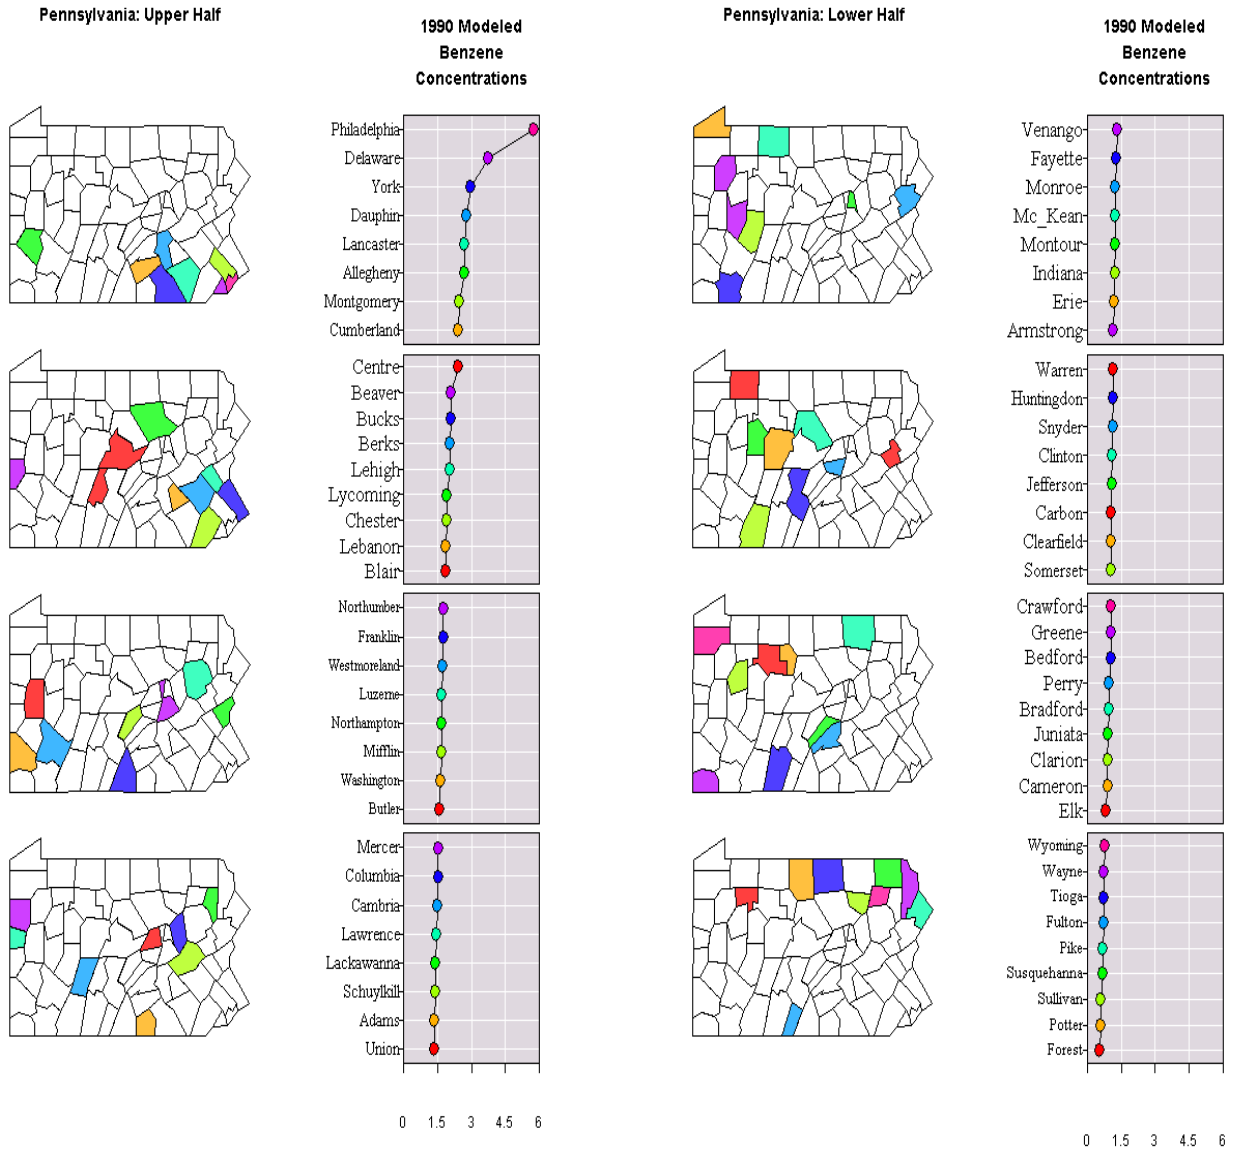 Pennsylvania: Upper Half
1990 Modeled
Benzene
Concentrations
Philadelphia
Delaware
York
Dauphin
Lancaster
Allegheny
Montgomery
Cumberland
Centre
Beaver
Bucks
Berks
Lehigh
Lycoming
Chester
Lebanon
Blair
Northumber
Franklin
Westmoreland
Luzerne
Northampton
Mifflin
Washington
Butler
Mercer
Columbia
Cambria
Lawrence
Lackawanna
Schuylkill
Adams
Union
0 1.5 3 4.5 6
Pennsylvania: Lower Half
1990 Modeled
Benzene
Concentrations
Venango
Fayette
Monroe
Mc_Kean
Montour
Indiana
Erie
Armstrong
Warren
Huntingdon
Snyder
Clinton
Jefferson
Carbon
Clearfield
Somerset
Crawford
Greene
Bedford
Perry
Bradford
Juniata
Clarion
Cameron
Elk
Wyoming
Wayne
Tioga
Fulton
Pike
Susquehanna
Sullivan
Potter
Forest
0 1.5 3 4.5 6